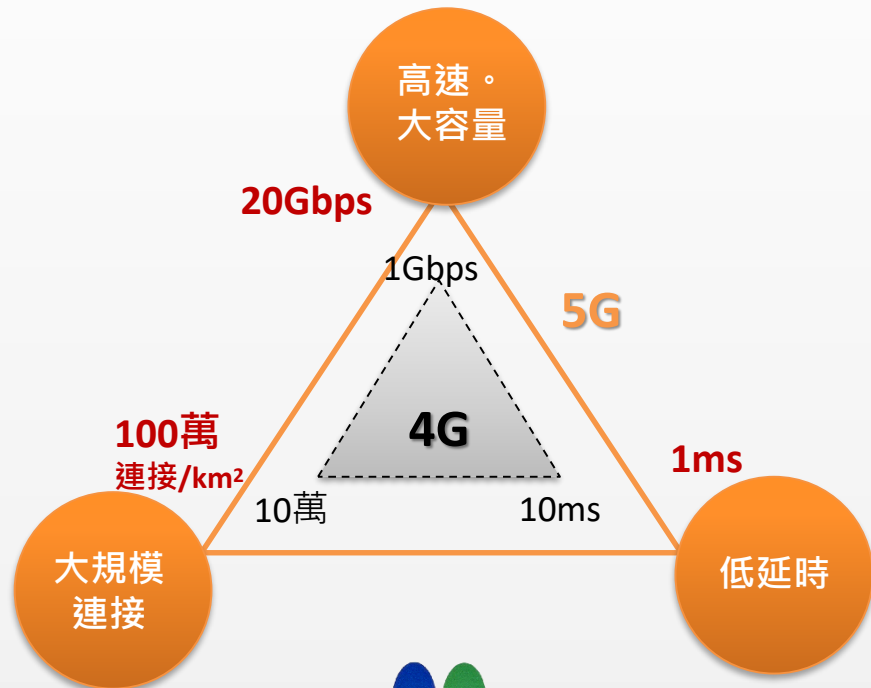 高速。
大容量
20Gbps
1Gbps
5G
4G
100萬
連接/km²
1ms
10萬
10ms
大規模
連接
低延時